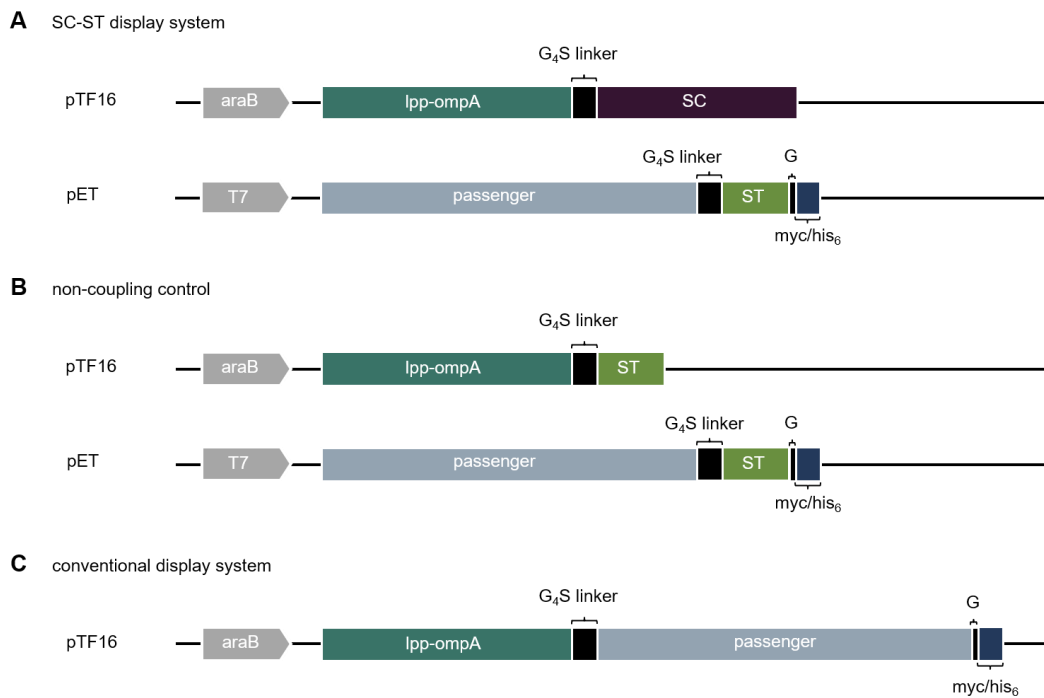 A SC-ST display system
G₄S linker
pTF16 araB lpp-ompA SC
G₄S linker G
pET T7 passenger ST
myc/his₆
B non-coupling control
G₄S linker
pTF16 araB lpp-ompA ST
G₄S linker G
pET T7 passenger ST
myc/his₆
C conventional display system
G₄S linker G
pTF16 araB lpp-ompA passenger
myc/his₆